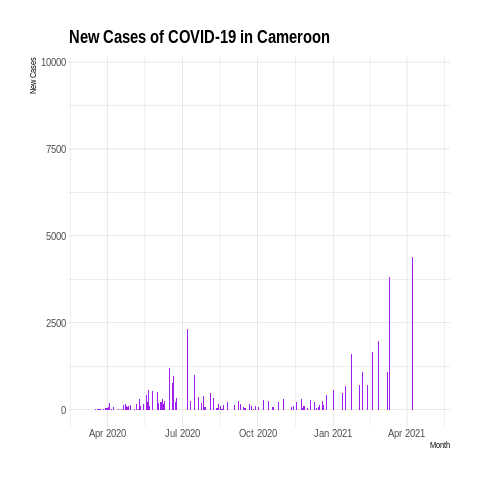 New Cases of COVID-19 in Cameroon
New Cases
10000
7500
5000
2500
0
Apr 2020 Jul 2020 Oct 2020 Jan 2021 Apr 2021
Month